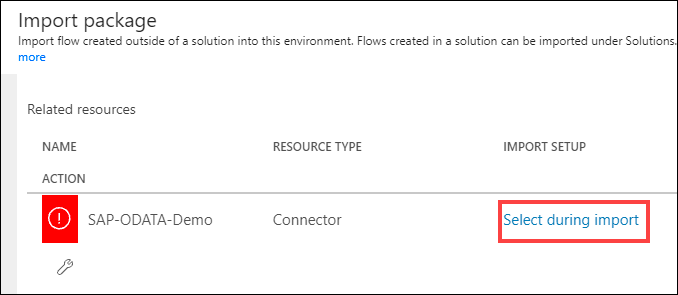 Import package
Import flow created outside of a solution into this environment. Flows created in a solution can be imported under Solutions.
more
Related resources
NAME RESOURCE TYPE IMPORT SETUP
ACTION
SAP-ODATA-Demo Connector Select during import